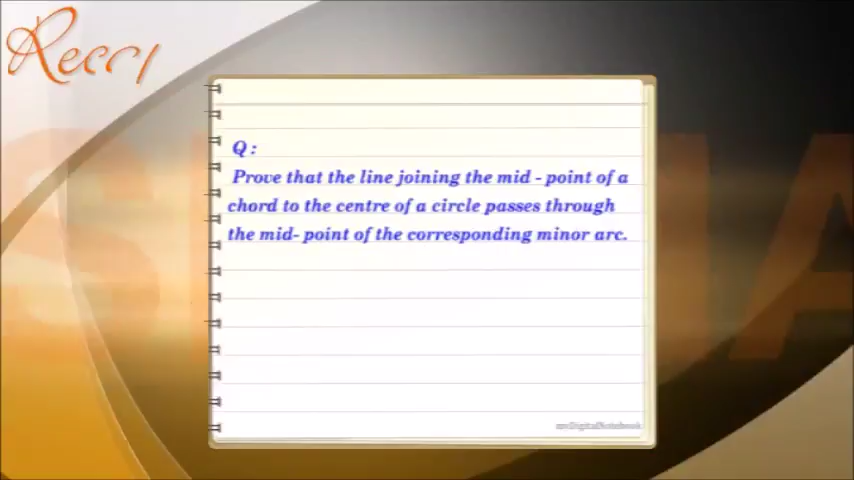 Recci
Q :
Prove that the line joining the mid - point of a
chord to the centre of a circle passes through
the mid- point of the corresponding minor arc.